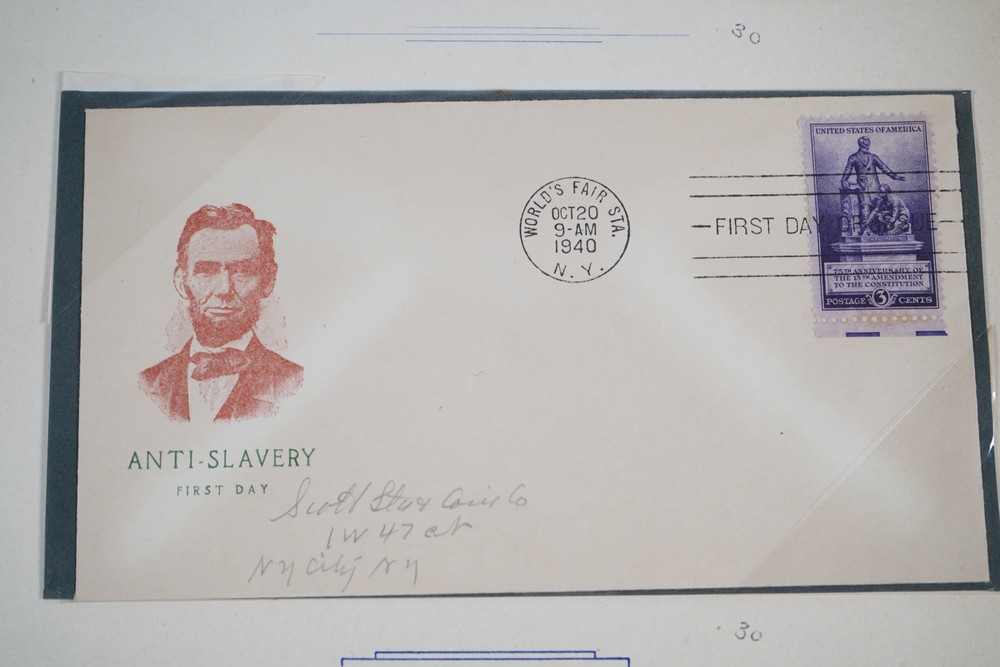 30
UNITED STATES OF AMERICA
WORLD'S FAIR STA.
OCT 20
9-AM
1940
N.Y.
FIRST DAY OF ISSUE
75TH ANNIVERSARY OF
THE 13TH AMENDMENT
TO THE CONSTITUTION
POSTAGE 3 CENTS
ANTI-SLAVERY
FIRST DAY
Scott Stamp Coin Co
1 W 47 st
NY City NY
30